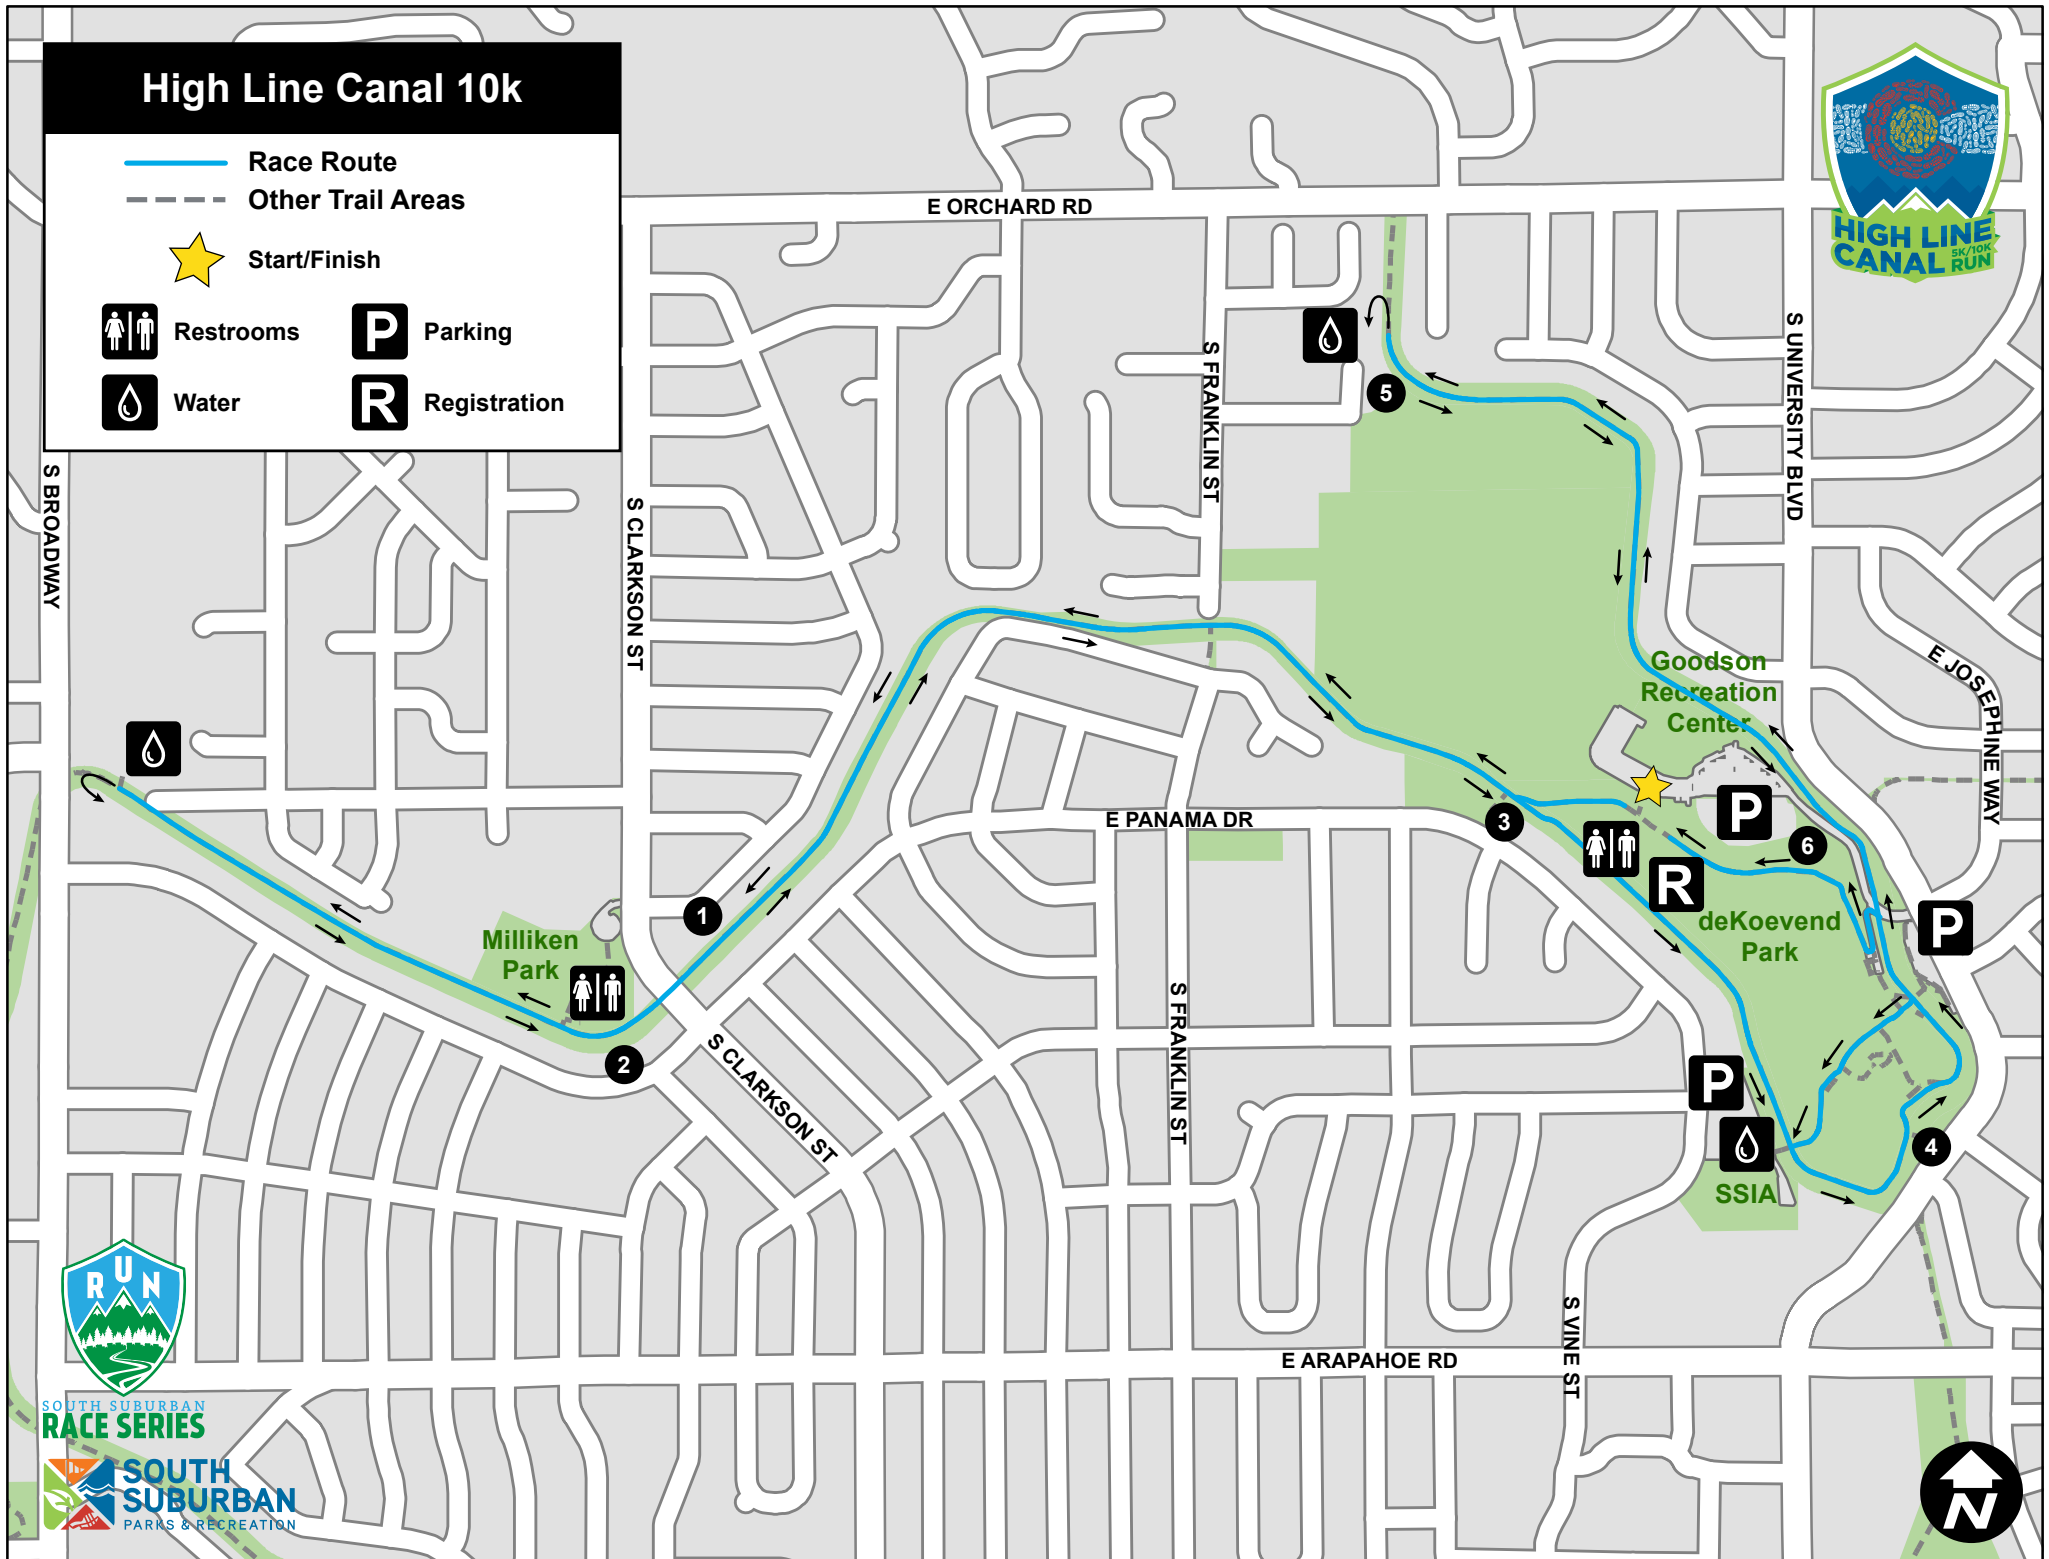 High Line Canal 10k
Race Route
Other Trail Areas
Start/Finish
Restrooms
P
Parking
Water
R
Registration
HIGH LINE
CANAL
5K/10K
RUN
E ORCHARD RD
S BROADWAY
S CLARKSON ST
S FRANKLIN ST
S UNIVERSITY BLVD
5
Goodson
Recreation
Center
E JOSEPHINE WAY
E PANAMA DR
3
P
6
R
deKoevend
Park
P
1
Milliken
Park
2
S CLARKSON ST
S FRANKLIN ST
P
4
SSIA
S VINE ST
E ARAPAHOE RD
RUN
SOUTH SUBURBAN
RACE SERIES
SOUTH
SUBURBAN
PARKS & RECREATION
N